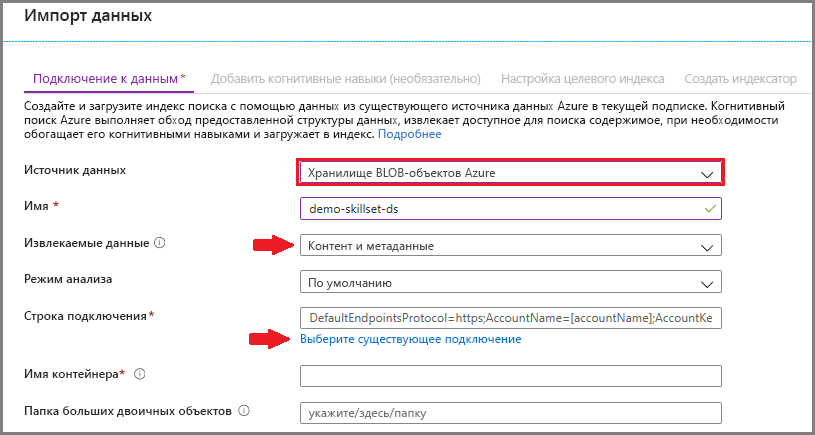 Импорт данных
Подключение к данным * Добавить когнитивные навыки (необязательно) Настройка целевого индекса Создать индексатор
Создайте и загрузите индекс поиска с помощью данных из существующего источника данных Azure в текущей подписке. Когнитивный
поиск Azure выполняет обход предоставленной структуры данных, извлекает доступное для поиска содержимое, при необходимости
обогащает его когнитивными навыками и загружает в индекс. Подробнее
Источник данных Хранилище BLOB-объектов Azure
Имя * demo-skillset-ds
Извлекаемые данные Контент и метаданные
Режим анализа По умолчанию
Строка подключения* DefaultEndpointsProtocol=https;AccountName=[accountName];AccountKe
Выберите существующее подключение
Имя контейнера*
Папка больших двоичных объектов укажите/здесь/папку